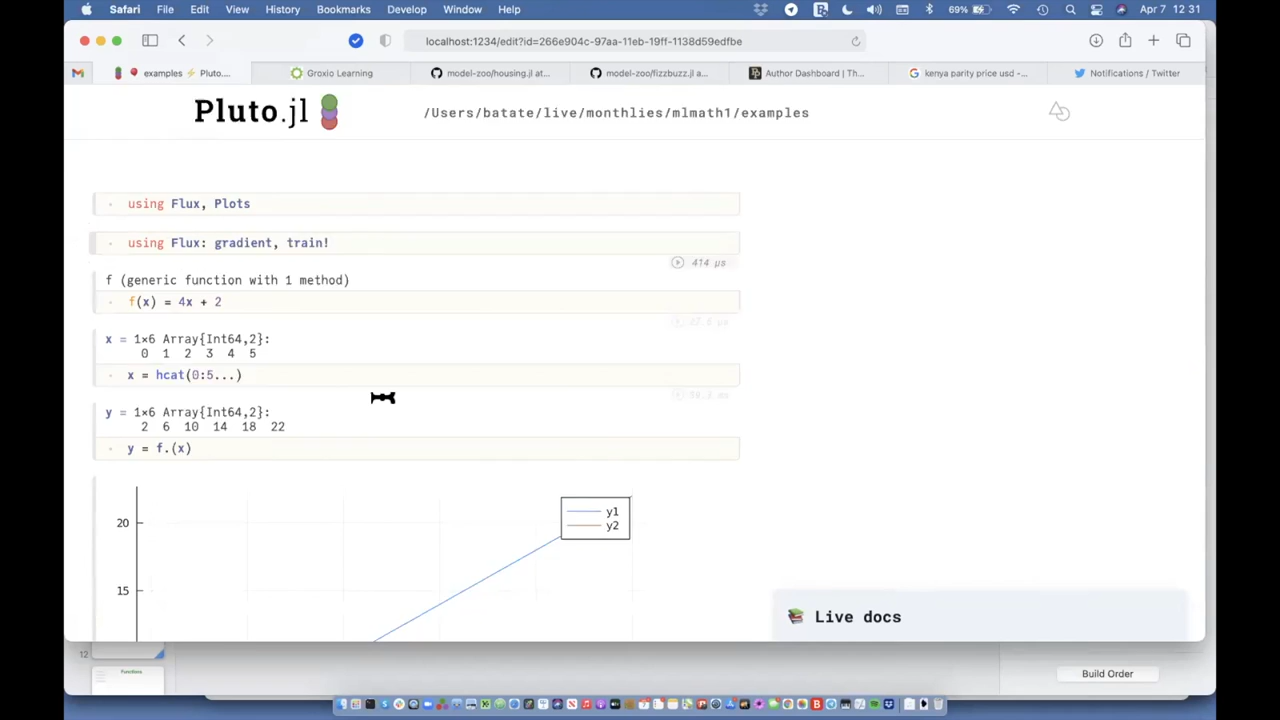 Safari File Edit View History Bookmarks Develop Window Help 69% Apr 7 12 31
localhost:1234/edit?id=266e904c-97aa-11eb-19ff-1138d59edfbe
examples ⚡ Pluto.... Groxio Learning model-zoo/housing.jl at... model-zoo/fizzbuzz.jl a... Author Dashboard | Th... kenya parity price usd -... Notifications / Twitter
Pluto.jl /Users/batate/live/monthlies/mlmath1/examples
using Flux, Plots
using Flux: gradient, train!
414 μs
f (generic function with 1 method)
f(x) = 4x + 2
x = 1×6 Array{Int64,2}:
0 1 2 3 4 5
x = hcat(0:5...)
y = 1×6 Array{Int64,2}:
2 6 10 14 18 22
y = f.(x)
y1
20
y2
15
📚 Live docs
12
Functions
Build Order